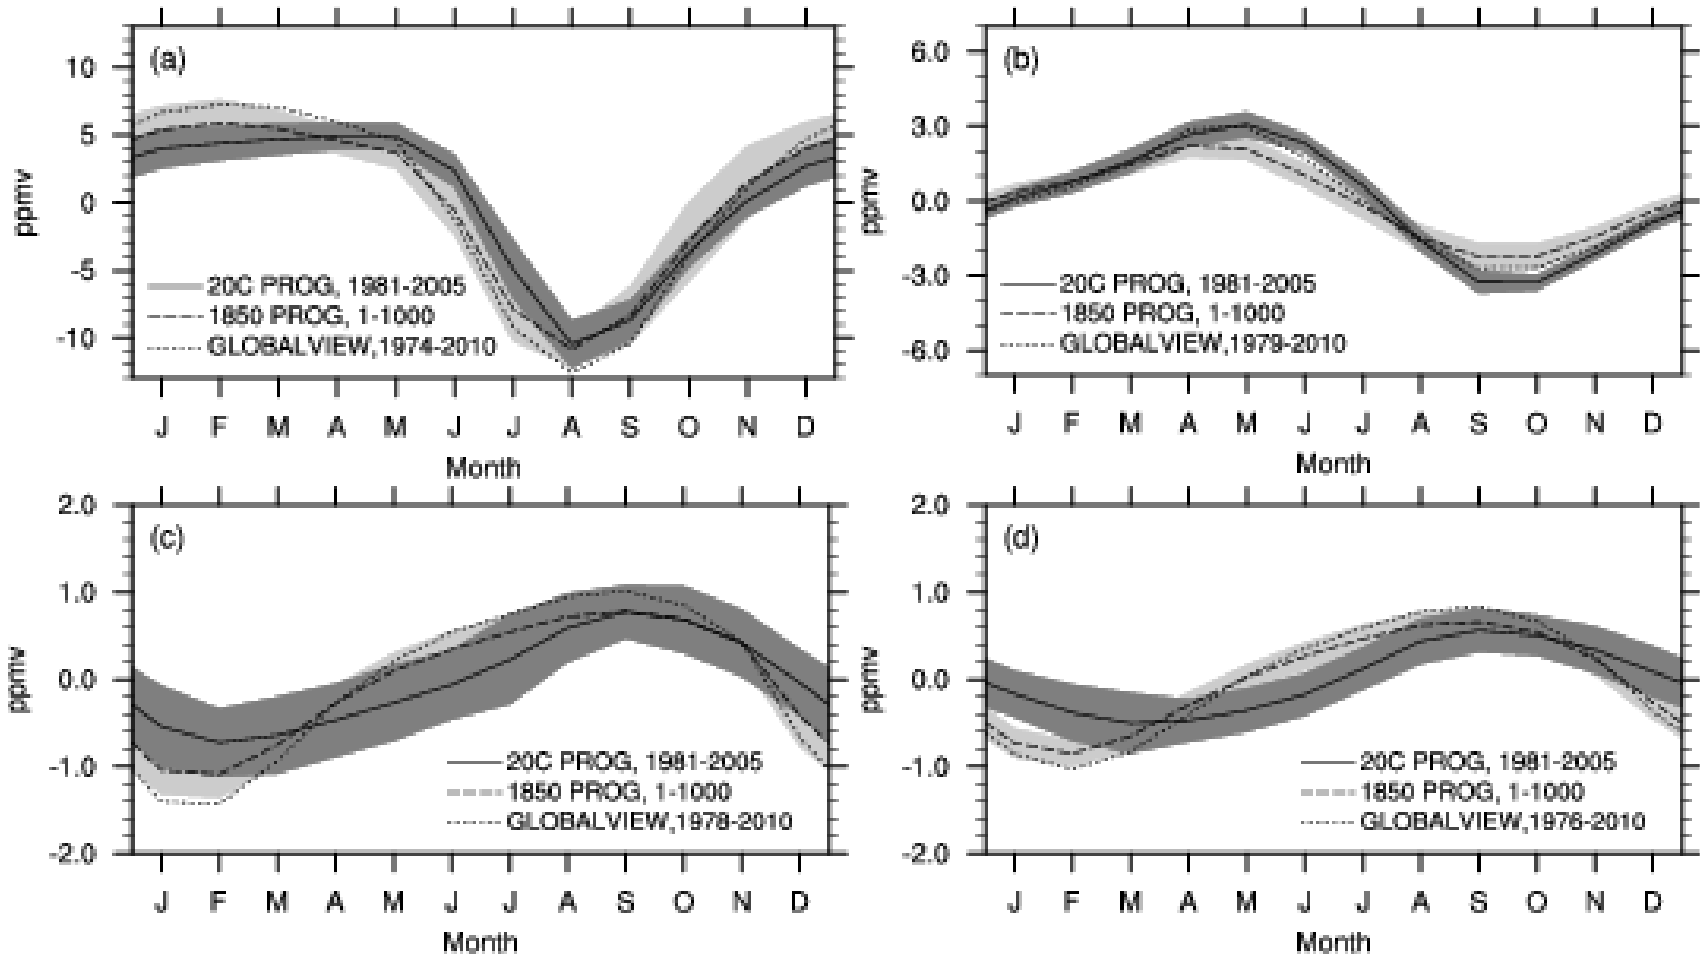 (a)
10
5
0
-5
-10
ppmv
20C PROG, 1981-2005
1850 PROG, 1-1000
GLOBALVIEW,1974-2010
J F M A M J J A S O N D
Month
(b)
6.0
3.0
0.0
-3.0
-6.0
ppmv
20C PROG, 1981-2005
1850 PROG, 1-1000
GLOBALVIEW,1979-2010
J F M A M J J A S O N D
Month
(c)
2.0
1.0
0.0
-1.0
-2.0
ppmv
20C PROG, 1981-2005
1850 PROG, 1-1000
GLOBALVIEW,1978-2010
J F M A M J J A S O N D
Month
(d)
2.0
1.0
0.0
-1.0
-2.0
ppmv
20C PROG, 1981-2005
1850 PROG, 1-1000
GLOBALVIEW,1976-2010
J F M A M J J A S O N D
Month